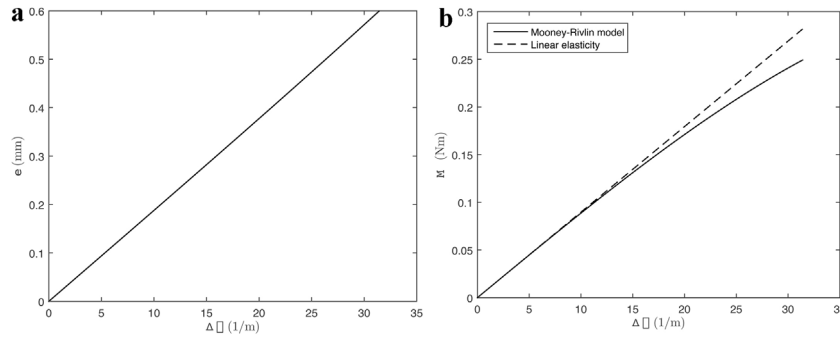 a
0.6
0.5
0.4
0.3
0.2
0.1
0
e (mm)
0 5 10 15 20 25 30 35
Δ (1/m)
b
0.3
0.25
0.2
0.15
0.1
0.05
0
M (Nm)
Mooney-Rivlin model
Linear elasticity
0 5 10 15 20 25 30 35
Δ (1/m)